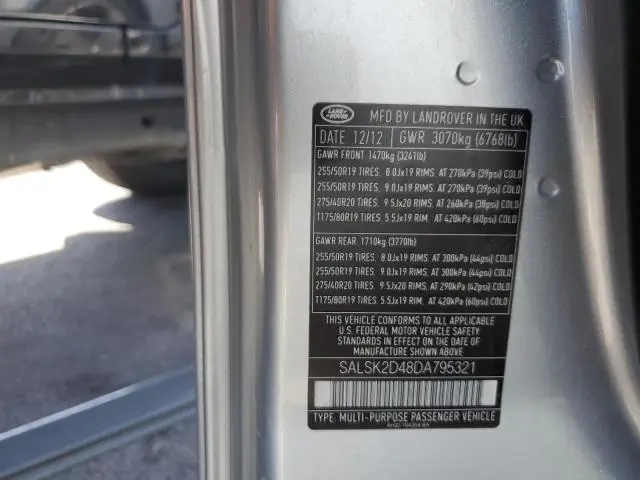 LAND ROVER
MFD BY LANDROVER IN THE UK
DATE 12/12 GWR 3070kg (6768lb)
GAWR FRONT 1470kg (3241lb)
255/50R19 TIRES. 8.0Jx19 RIMS. AT 270kPa (39psi) COLD
255/50R19 TIRES. 9.0Jx19 RIMS. AT 270kPa (39psi) COLD
275/40R20 TIRES. 9.5Jx20 RIMS. AT 260kPa (38psi) COLD
T175/80R19 TIRES 5.5Jx19 RIM. AT 420kPa (60psi) COLD
GAWR REAR 1710kg (3770lb)
255/50R19 TIRES. 8.0Jx19 RIMS. AT 300kPa (44psi) COLD
255/50R19 TIRES. 9.0Jx19 RIMS. AT 300kPa (44psi) COLD
275/40R20 TIRES. 9.5Jx20 RIMS. AT 290kPa (42psi) COLD
T175/80R19 TIRES 5.5Jx19 RIM. AT 420kPa (60psi) COLD
THIS VEHICLE CONFORMS TO ALL APPLICABLE
U.S. FEDERAL MOTOR VEHICLE SAFETY
STANDARDS IN EFFECT ON THE DATE OF
MANUFACTURE SHOWN ABOVE.
SALSK2D48DA795321
TYPE: MULTI-PURPOSE PASSENGER VEHICLE